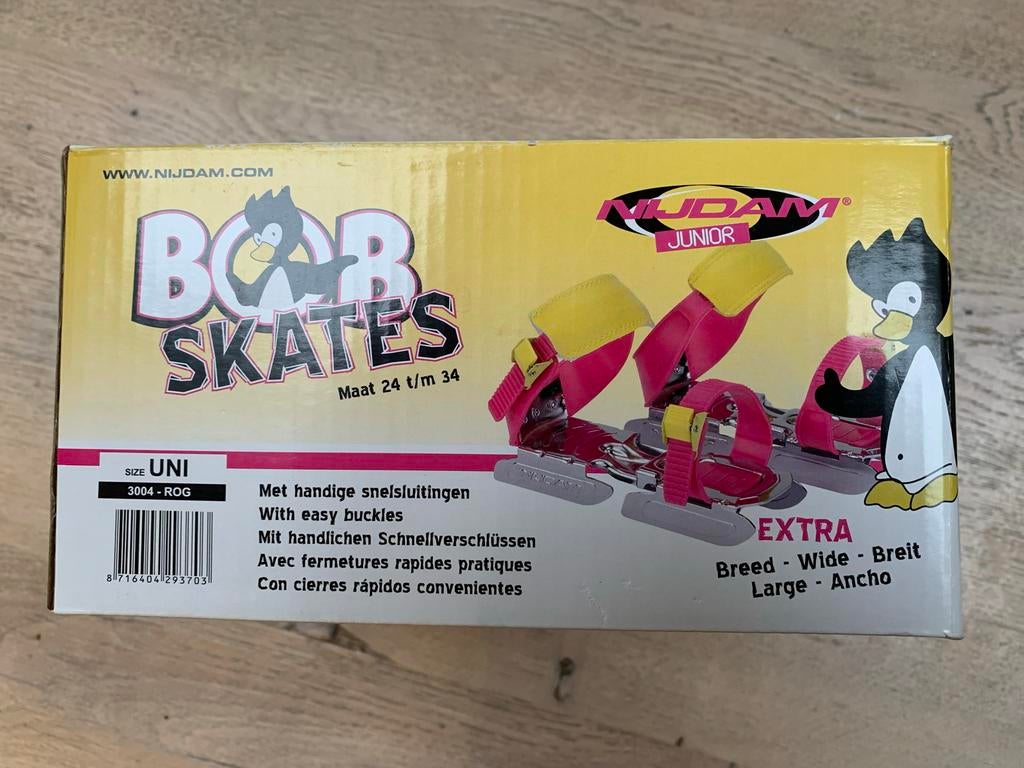 WWW.NIJDAM.COM
BOB
SKATES
Maat 24 t/m 34
NIJDAM®
JUNIOR
SIZE UNI
3004 - ROG
8 716404 293703
Met handige snelsluitingen
With easy buckles
Mit handlichen Schnellverschlüssen
Avec fermetures rapides pratiques
Con cierres rápidos convenientes
NIJDAM
EXTRA
Breed - Wide - Breit
Large - Ancho